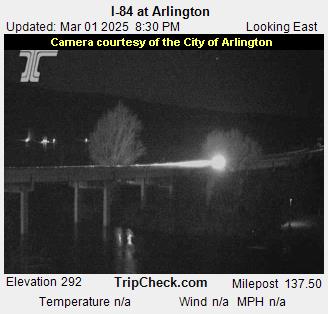 I-84 at Arlington
Updated: Mar 01 2025 8:30 PM Looking East
Camera courtesy of the City of Arlington
Elevation 292 TripCheck.com Milepost 137.50
Temperature n/a Wind n/a MPH n/a